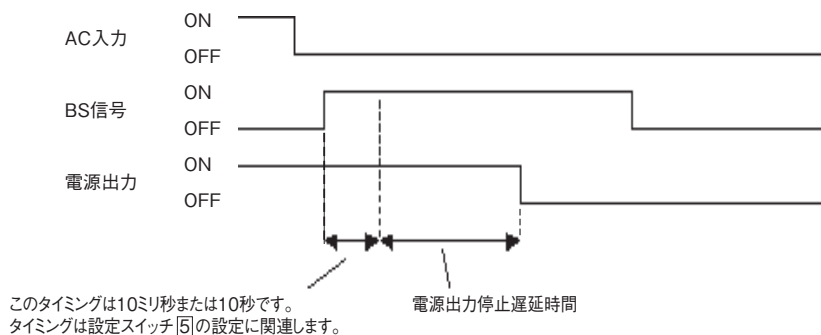 AC入力
ON
OFF
BS信号
ON
OFF
電源出力
ON
OFF
このタイミングは10ミリ秒または10秒です。
タイミングは設定スイッチ5の設定に関連します。
電源出力停止遅延時間